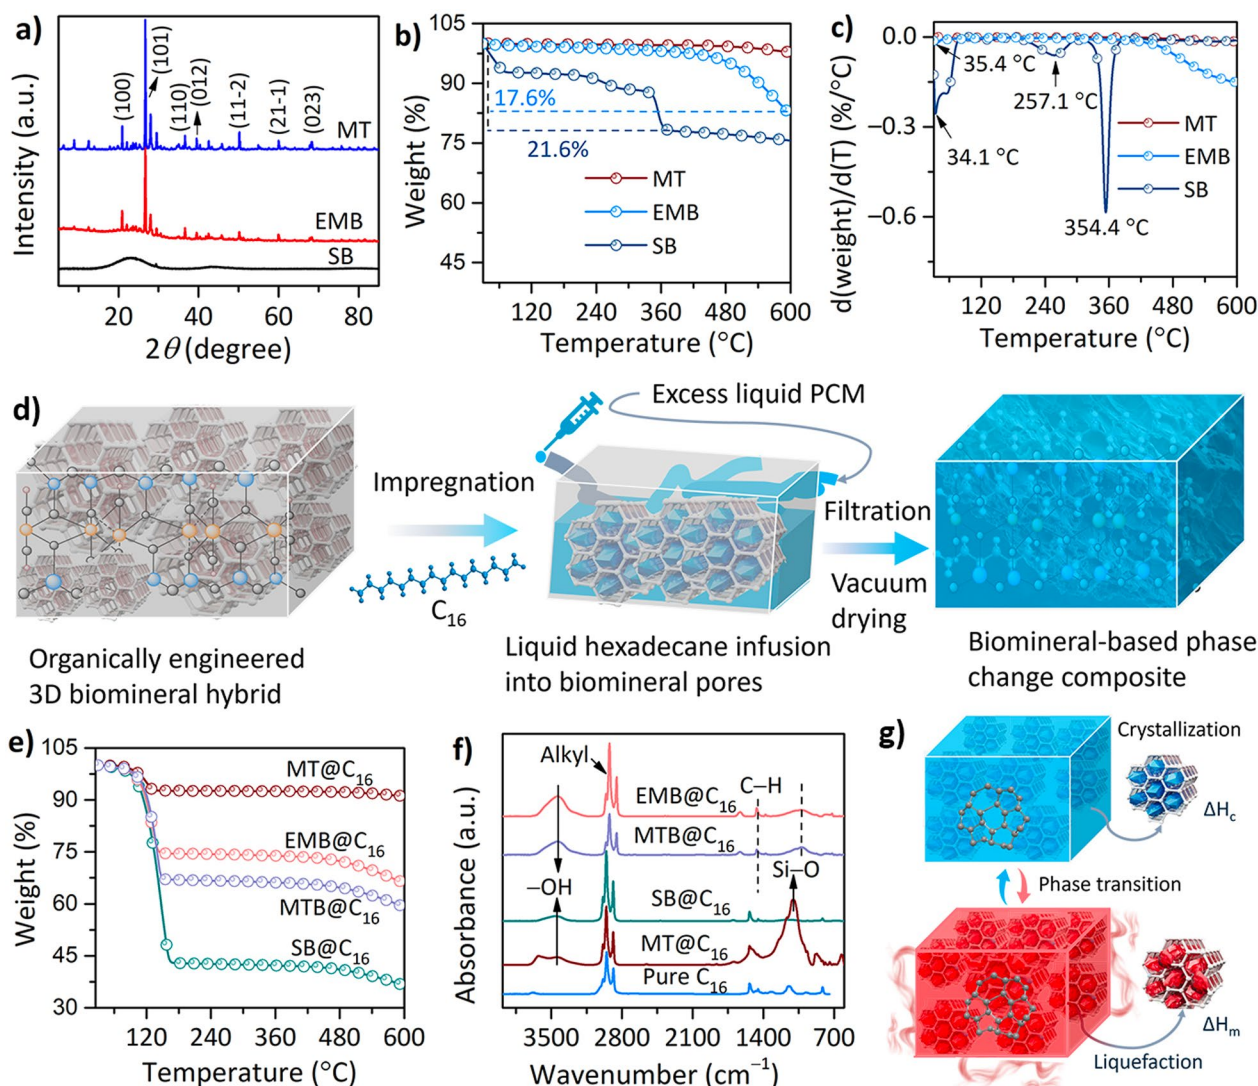 a)
Intensity (a.u.)
(100)
(101)
(110)
(012)
(11-2)
(21-1)
(023)
MT
EMB
SB
20 40 60 80
2θ (degree)
b)
Weight (%)
105
90
75
60
45
17.6%
21.6%
MT
EMB
SB
120 240 360 480 600
Temperature (°C)
c)
d(weight)/d(T) (%/°C)
0.0
−0.3
−0.6
35.4 °C
257.1 °C
34.1 °C
354.4 °C
MT
EMB
SB
120 240 360 480 600
Temperature (°C)
d)
Impregnation
C₁₆
Excess liquid PCM
Filtration
Vacuum
drying
Organically engineered
3D biomineral hybrid
Liquid hexadecane infusion
into biomineral pores
Biomineral-based phase
change composite
e)
Weight (%)
105
90
75
60
45
30
MT@C₁₆
EMB@C₁₆
MTB@C₁₆
SB@C₁₆
120 240 360 480 600
Temperature (°C)
f)
Absorbance (a.u.)
Alkyl
C−H
EMB@C₁₆
MTB@C₁₆
−OH
Si−O
SB@C₁₆
MT@C₁₆
Pure C₁₆
3500 2800 2100 1400 700
Wavenumber (cm⁻¹)
g)
Crystallization
ΔH꜀
Phase transition
ΔHₘ
Liquefaction